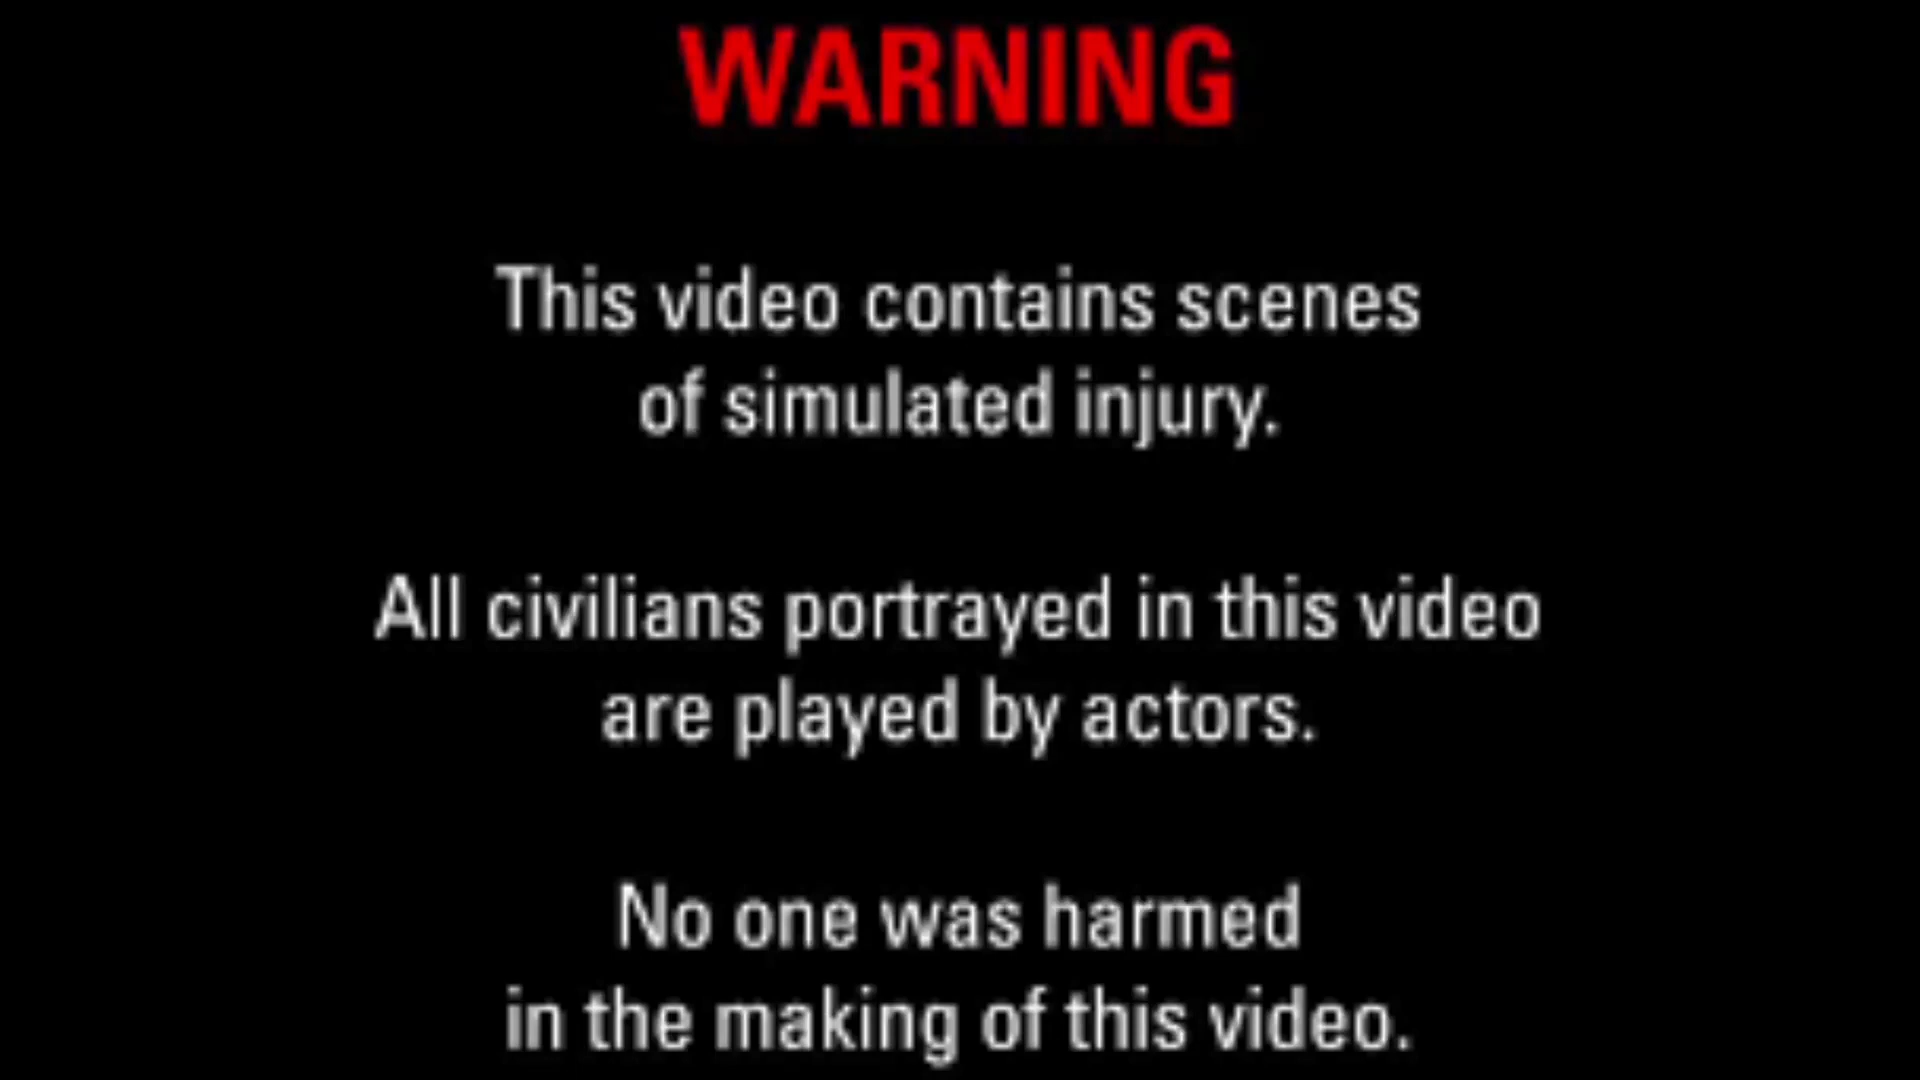 WARNING
This video contains scenes
of simulated injury.
All civilians portrayed in this video
are played by actors.
No one was harmed
in the making of this video.